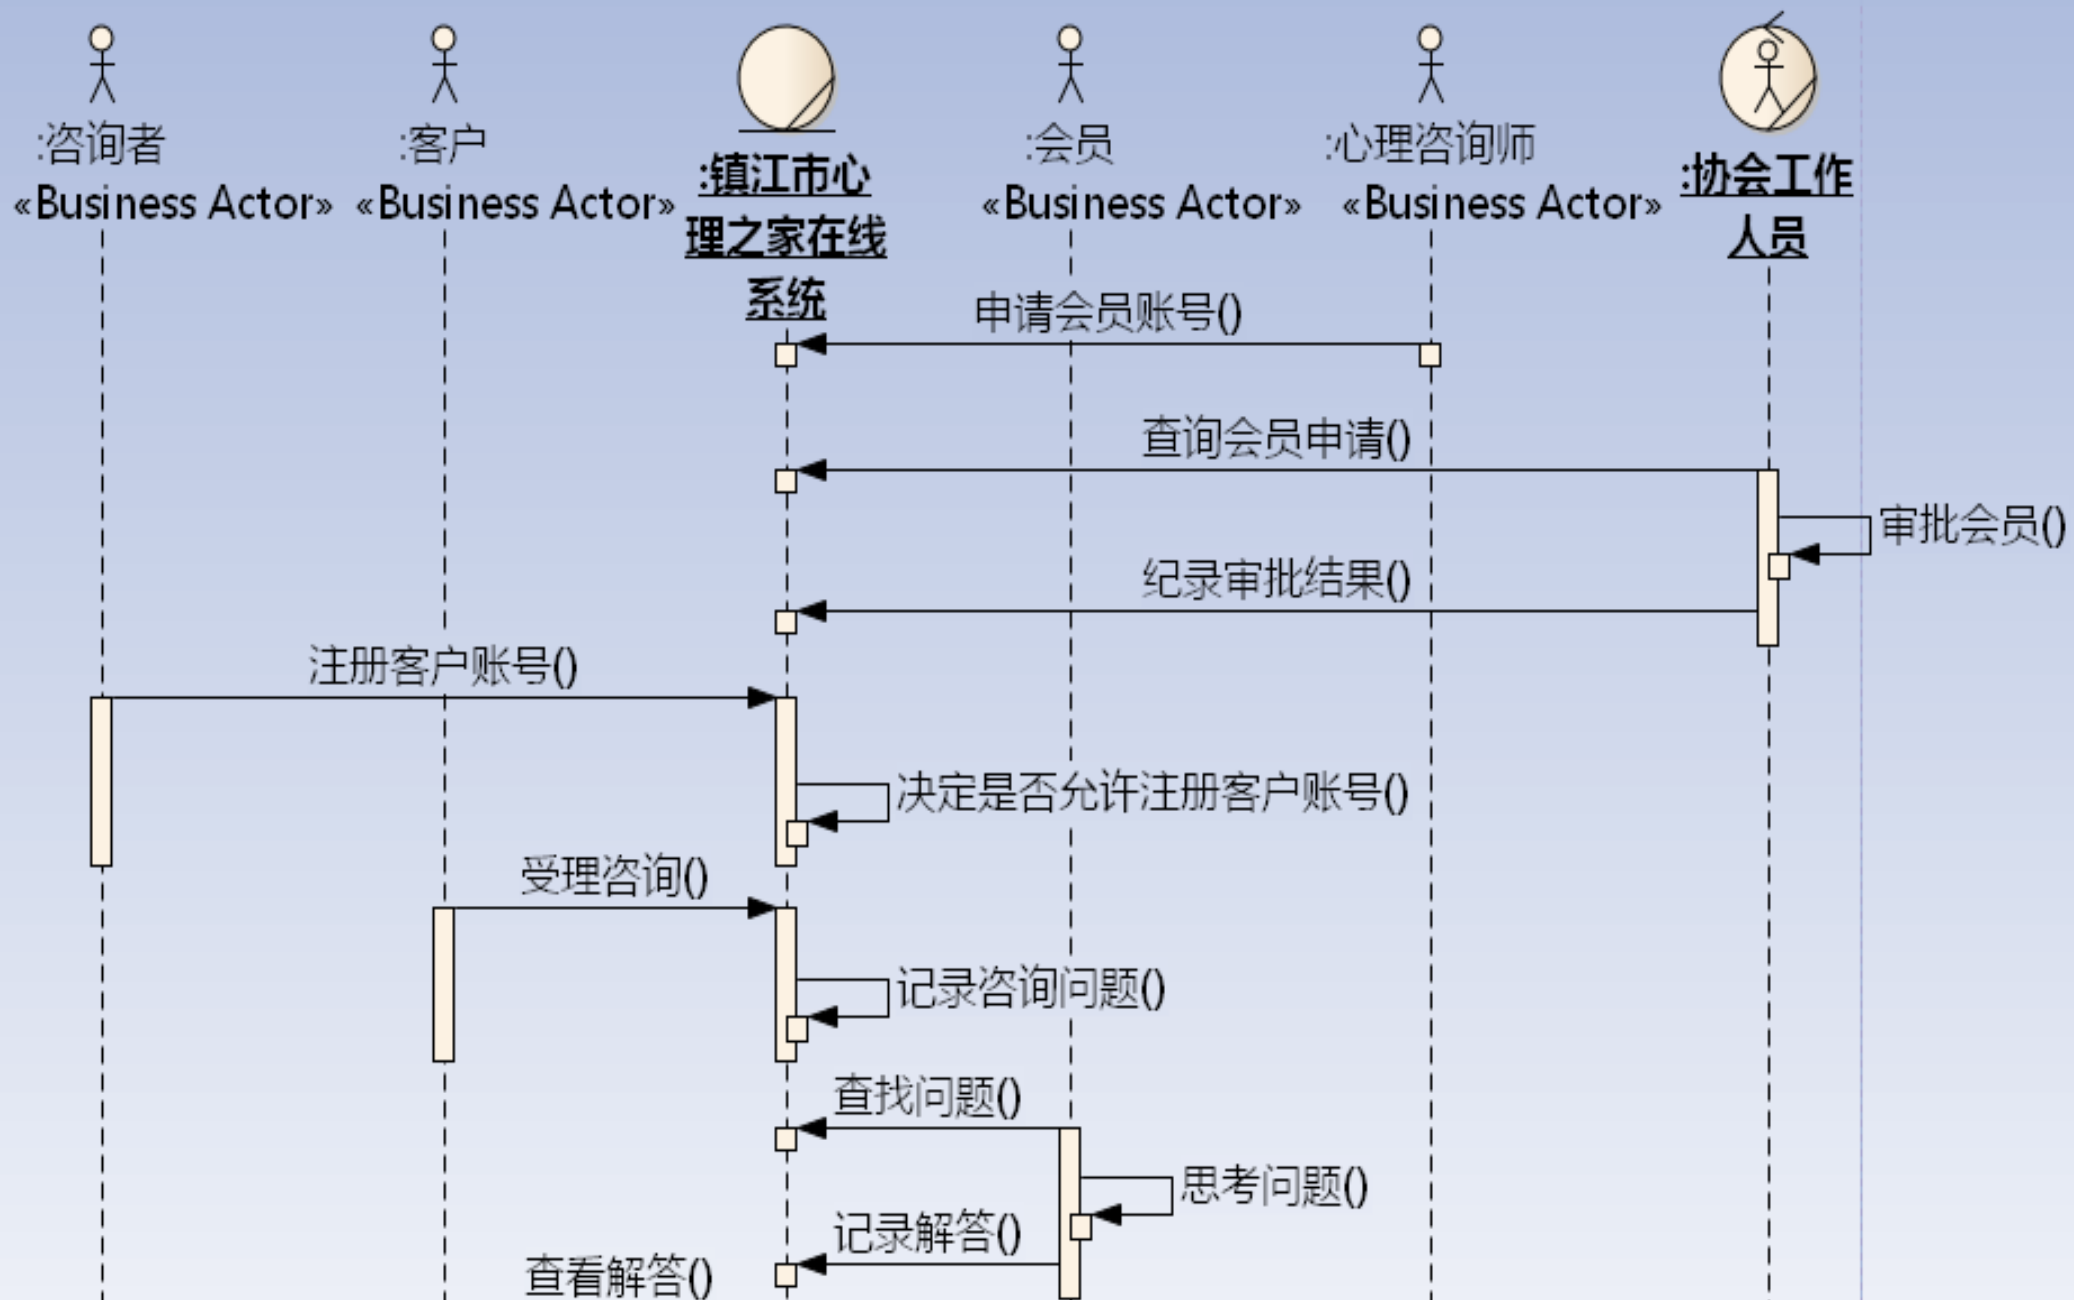 :咨询者
«Business Actor»
:客户
«Business Actor»
:镇江市心
理之家在线
系统
:会员
«Business Actor»
:心理咨询师
«Business Actor»
:协会工作
人员
申请会员账号()
查询会员申请()
审批会员()
纪录审批结果()
注册客户账号()
决定是否允许注册客户账号()
受理咨询()
记录咨询问题()
查找问题()
思考问题()
记录解答()
查看解答()